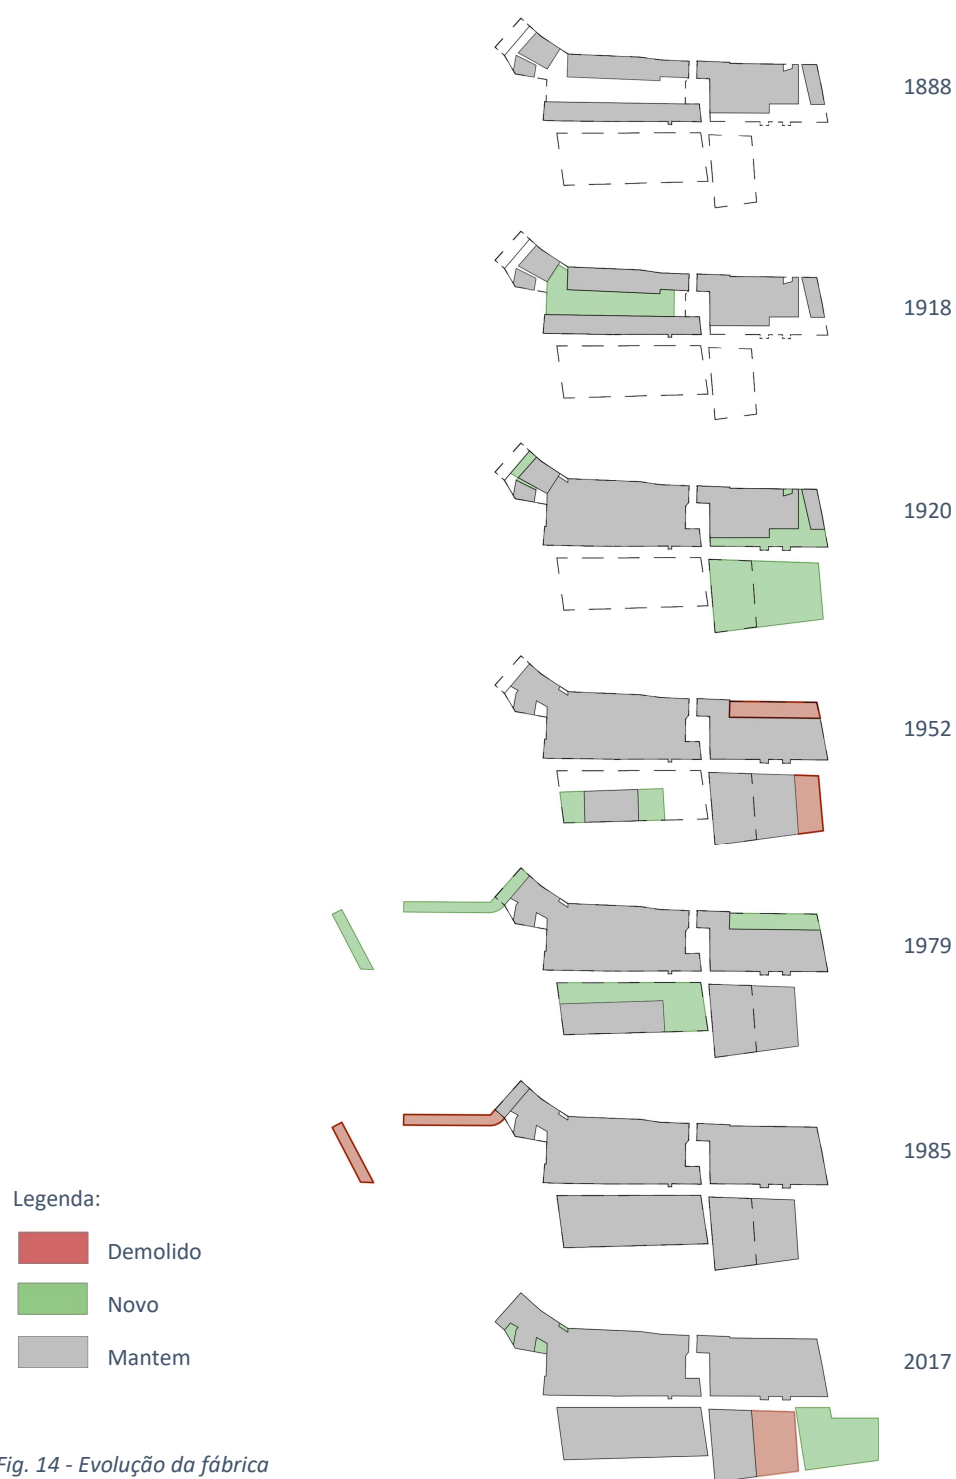 1888
1918
1920
1952
1979
1985
Legenda:
Demolido
Novo
Mantem
2017
Fig. 14 - Evolução da fábrica